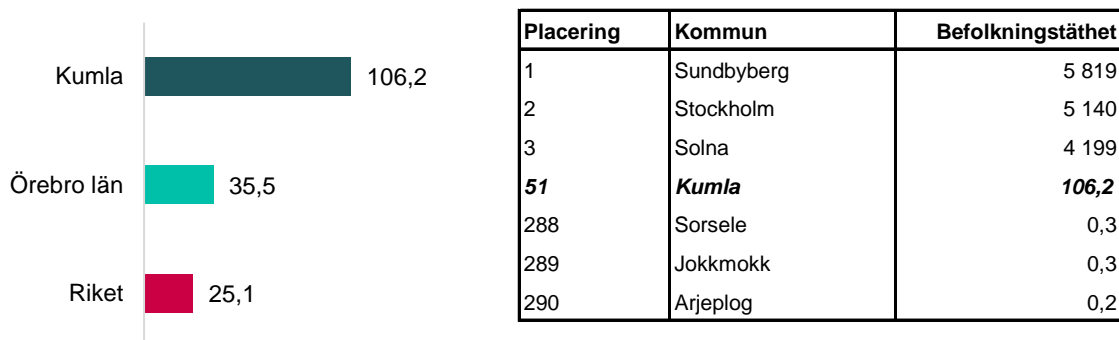 Kumla 106,2
Örebro län 35,5
Riket 25,1
Placering Kommun Befolkningstäthet
1 Sundbyberg 5 819
2 Stockholm 5 140
3 Solna 4 199
51 Kumla 106,2
288 Sorsele 0,3
289 Jokkmokk 0,3
290 Arjeplog 0,2